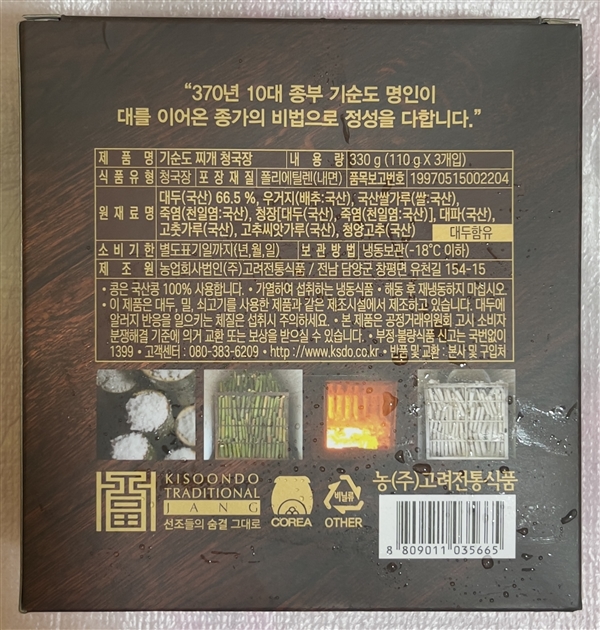 “370년 10대 종부 기순도 명인이
대를 이어온 종가의 비법으로 정성을 다합니다.”
제 품 명 기순도 찌개 청국장 내 용 량 330 g (110 g X 3개입)
식품유형 청국장 포장재질 폴리에틸렌(내면) 품목보고번호 19970515002204
원재료명 대두(국산) 66.5 %, 우거지(배추:국산), 국산쌀가루(쌀:국산),
죽염(천일염:국산), 청장[대두(국산), 죽염(천일염:국산)], 대파(국산),
고춧가루(국산), 고추씨앗가루(국산), 청양고추(국산) 대두함유
소비기한 별도표기일까지(년,월,일) 보관방법 냉동보관(-18℃ 이하)
제 조 원 농업회사법인(주)고려전통식품 / 전남 담양군 창평면 유천길 154-15
• 콩은 국산콩 100% 사용합니다. • 가열하여 섭취하는 냉동식품 • 해동 후 재냉동하지 마십시오
• 이 제품은 대두, 밀, 쇠고기를 사용한 제품과 같은 제조시설에서 제조하고 있습니다. 대두에
알러지 반응을 일으키는 체질은 섭취시 주의하세요. • 본 제품은 공정거래위원회 고시 소비자
분쟁해결 기준에 의거 교환 또는 보상을 받으실 수 있습니다. • 부정·불량식품 신고는 국번없이
1399 • 고객센터 : 080-383-6209 • http://www.ksdo.co.kr • 반품 및 교환 : 본사 및 구입처
KISOONDO
TRADITIONAL
JANG
선조들의 숨결 그대로
COREA
비닐류
OTHER
농(주)고려전통식품
8 809011 035665